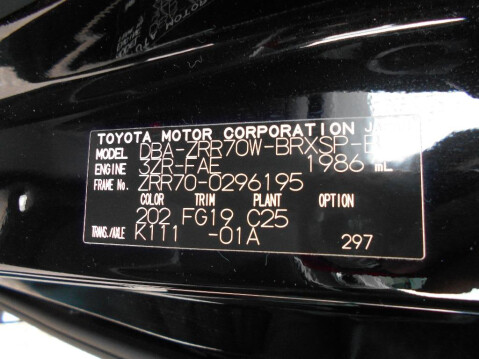 TOYOTA MOTOR CORPORATION
MODEL DBA-ZRR70W-BRXSP-
ENGINE 3ZR-FAE 1986 mL
FRAME No. ZRR70-0296195
COLOR TRIM PLANT OPTION
202 FG19 C25
TRANS./AXLE K111 -01A 297